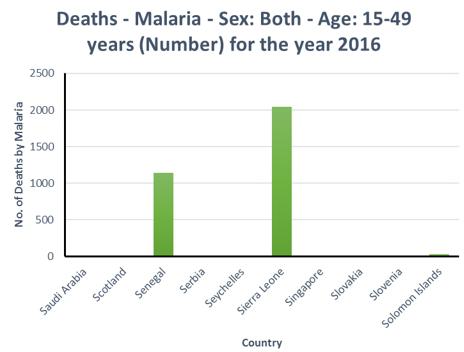 Deaths - Malaria - Sex: Both - Age: 15-49
years (Number) for the year 2016
No. of Deaths by Malaria
2500
2000
1500
1000
500
0
Saudi Arabia
Scotland
Senegal
Serbia
Seychelles
Sierra Leone
Singapore
Slovakia
Slovenia
Solomon Islands
Country